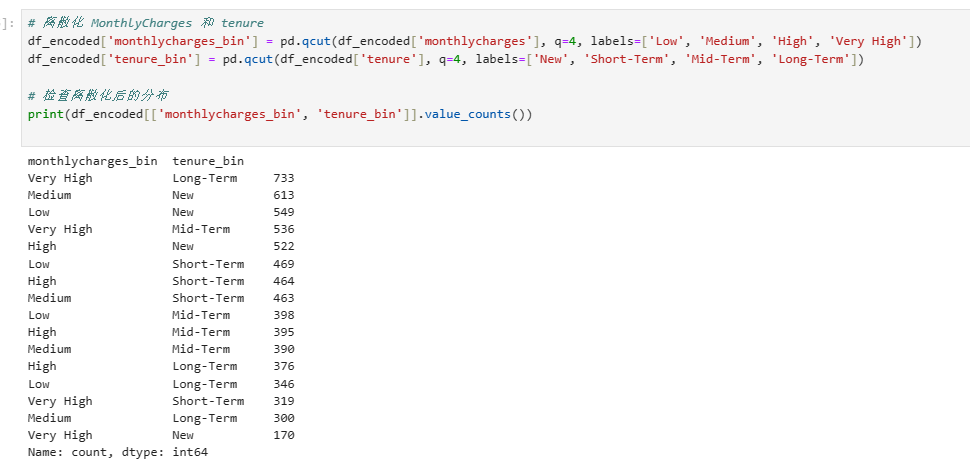 ]:
# 离散化 MonthlyCharges 和 tenure
df_encoded['monthlycharges_bin'] = pd.qcut(df_encoded['monthlycharges'], q=4, labels=['Low', 'Medium', 'High', 'Very High'])
df_encoded['tenure_bin'] = pd.qcut(df_encoded['tenure'], q=4, labels=['New', 'Short-Term', 'Mid-Term', 'Long-Term'])
# 检查离散化后的分布
print(df_encoded[['monthlycharges_bin', 'tenure_bin']].value_counts())
monthlycharges_bin  tenure_bin
Very High           Long-Term     733
Medium              New           613
Low                 New           549
Very High           Mid-Term      536
High                New           522
Low                 Short-Term    469
High                Short-Term    464
Medium              Short-Term    463
Low                 Mid-Term      398
High                Mid-Term      395
Medium              Mid-Term      390
High                Long-Term     376
Low                 Long-Term     346
Very High           Short-Term    319
Medium              Long-Term     300
Very High           New           170
Name: count, dtype: int64